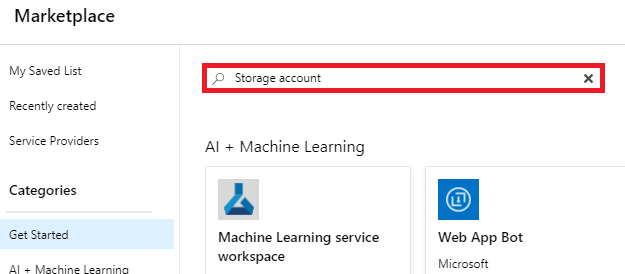 Marketplace
My Saved List
Recently created
Service Providers
Categories
Get Started
AI + Machine Learning
Storage account
AI + Machine Learning
Machine Learning service
workspace
Web App Bot
Microsoft